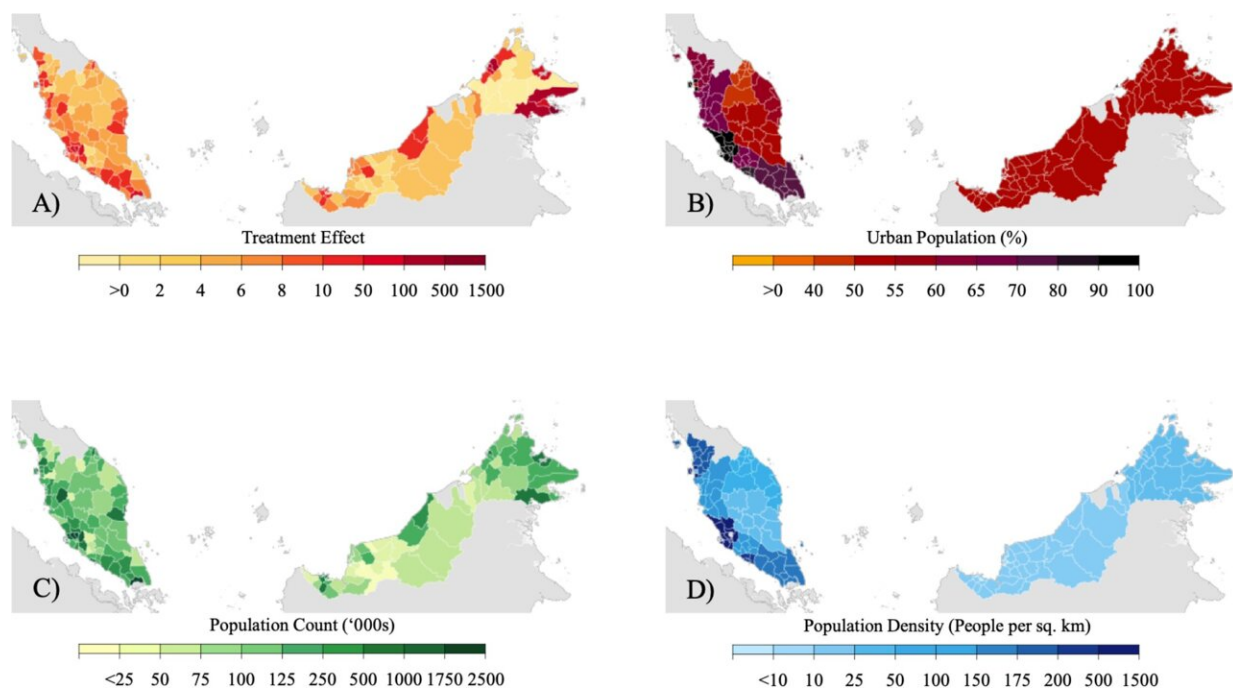 A)
Treatment Effect
>0 2 4 6 8 10 50 100 500 1500
B)
Urban Population (%)
>0 40 50 55 60 65 70 80 90 100
C)
Population Count (‘000s)
<25 50 75 100 125 250 500 1000 1750 2500
D)
Population Density (People per sq. km)
<10 10 25 50 100 150 175 200 500 1500